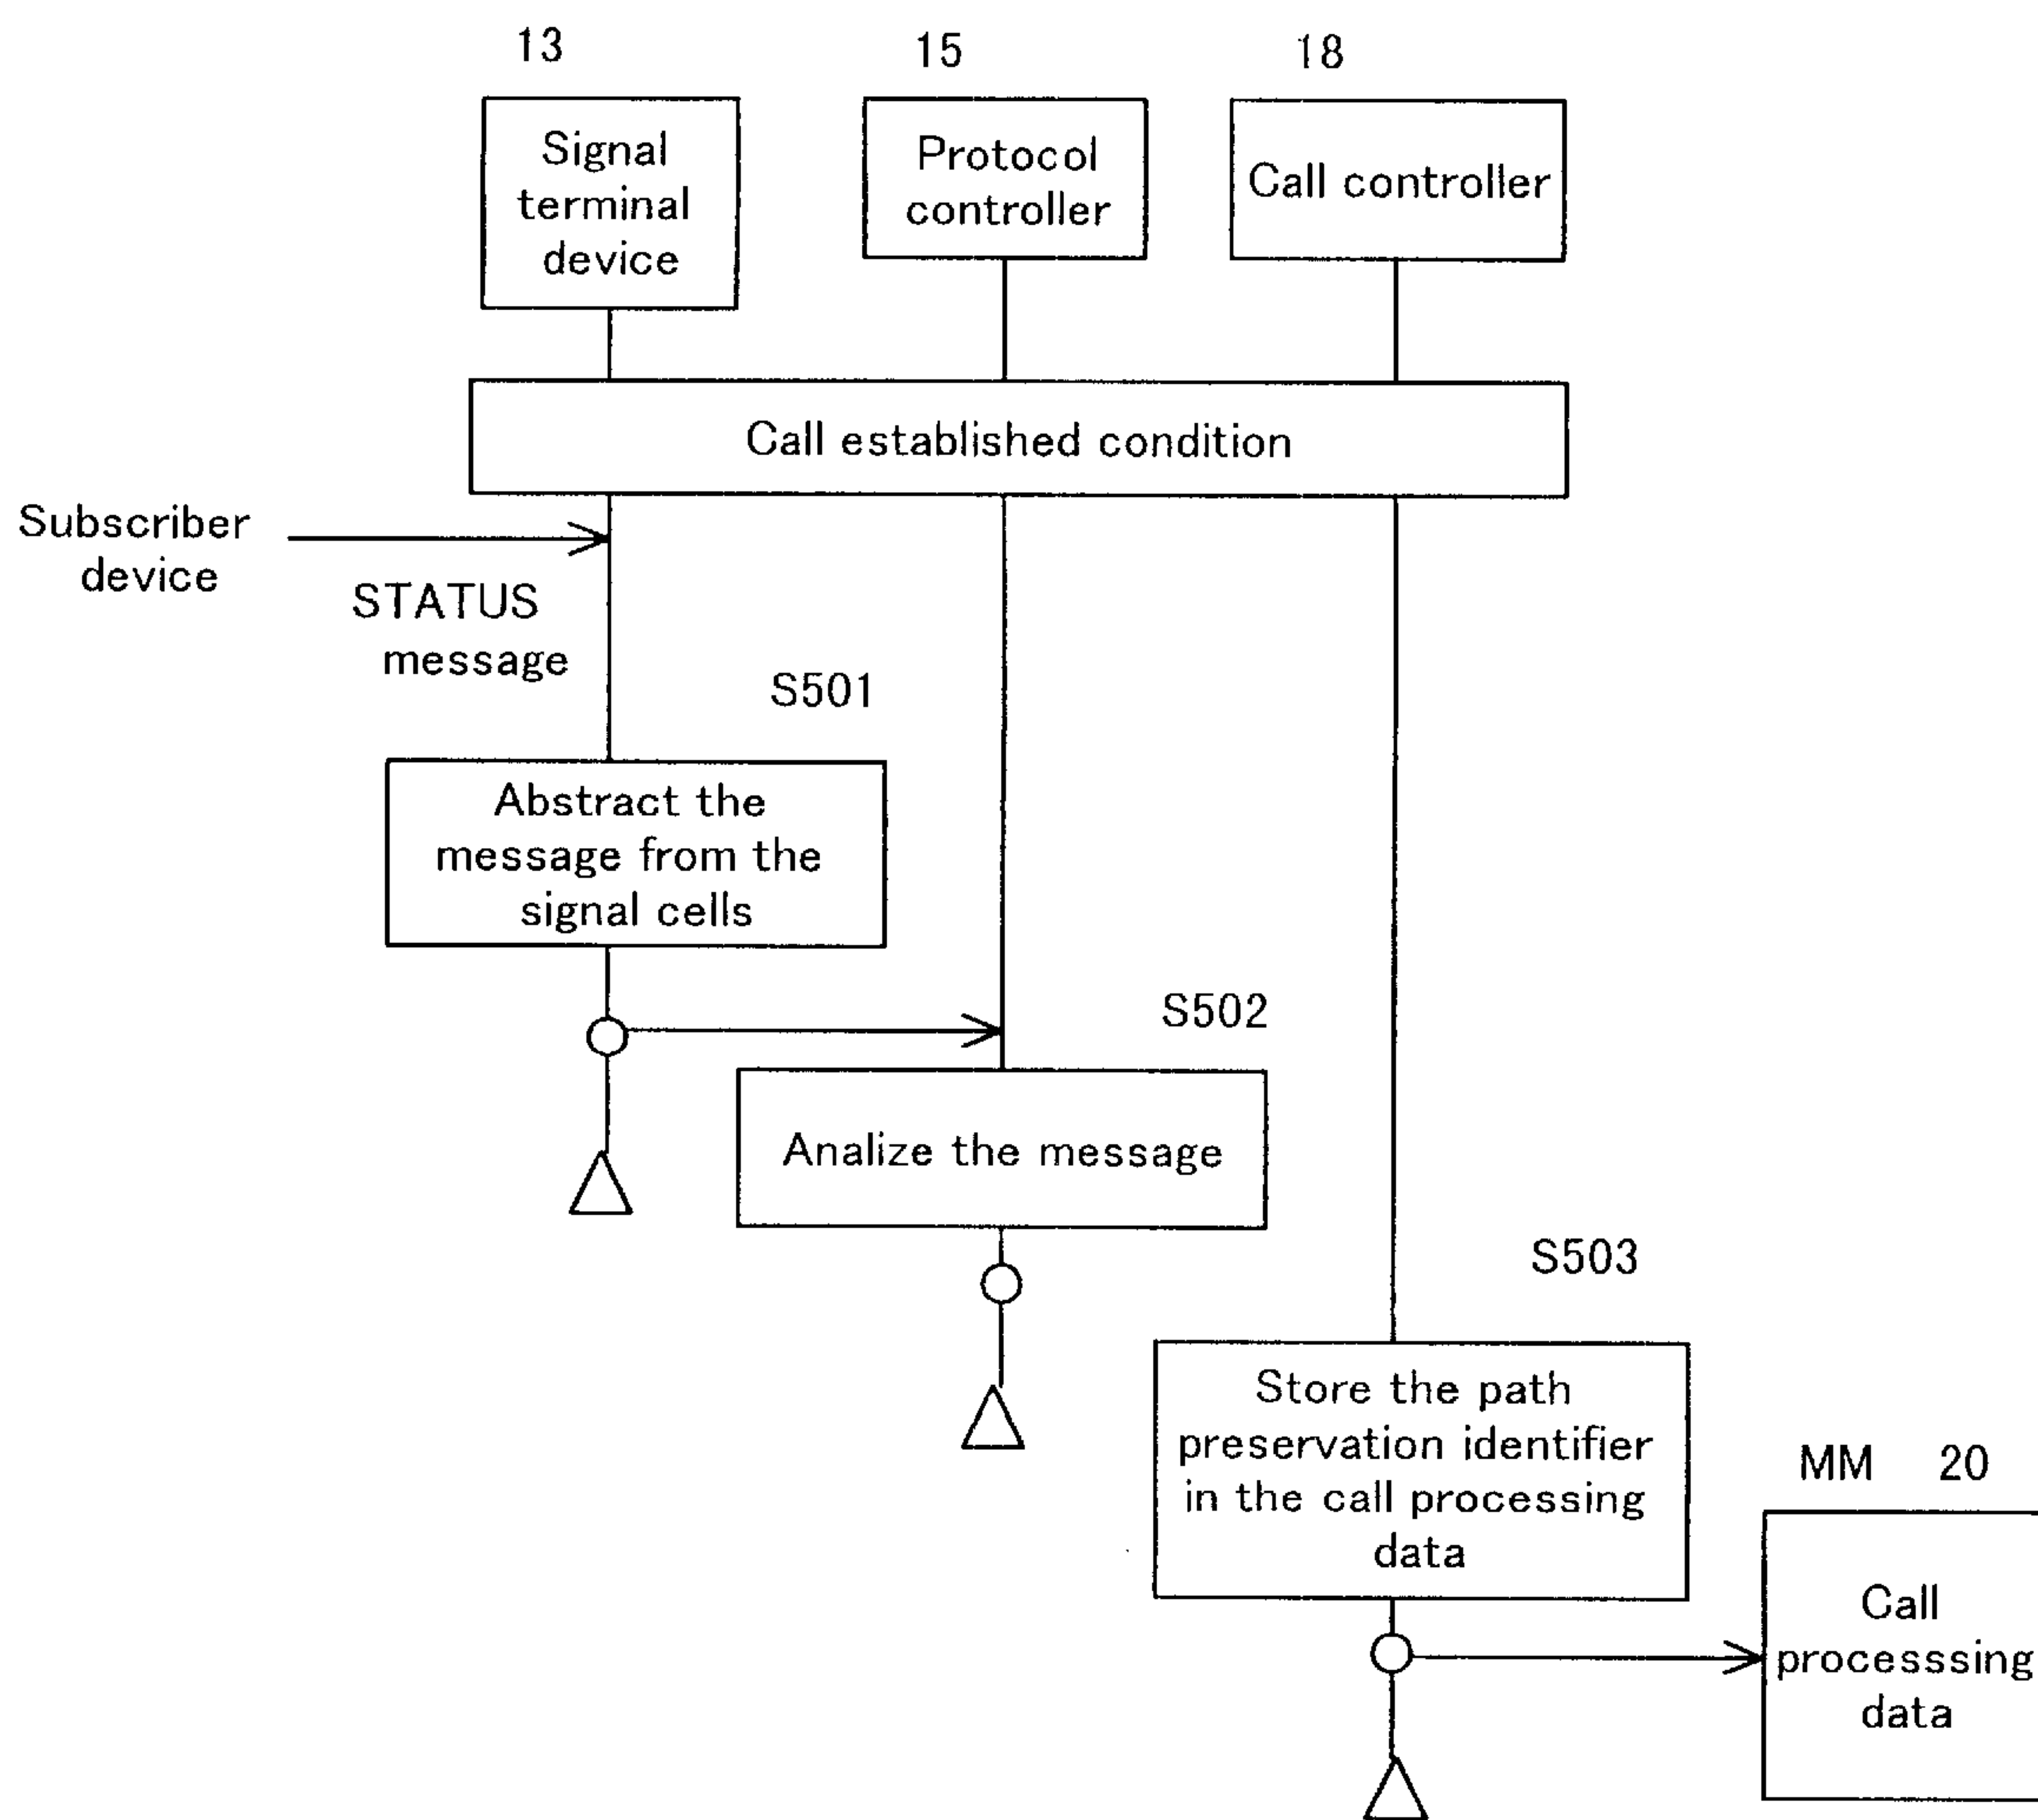 13
15
18
Signal
terminal
device
Protocol
controller
Call controller
Call established condition
Subscriber
device
STATUS
message
S501
Abstract the
message from the
signal cells
S502
Analize the message
S503
Store the path
preservation identifier
in the call processing
data
MM 20
Call
processsing
data